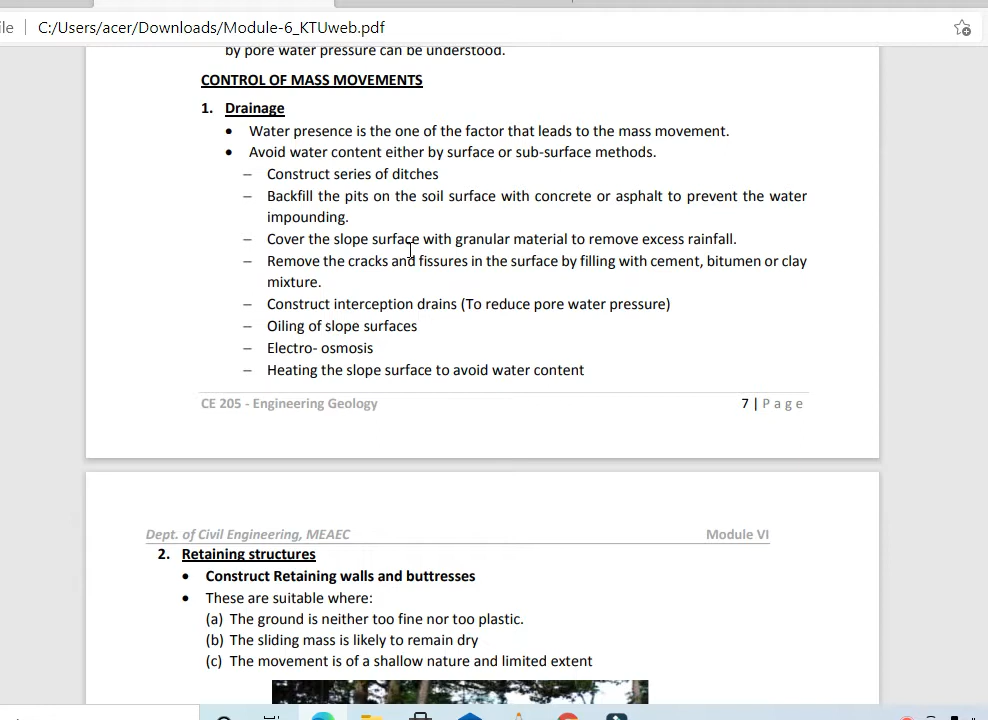 ile | C:/Users/acer/Downloads/Module-6_KTUweb.pdf
by pore water pressure can be understood.
CONTROL OF MASS MOVEMENTS
1. Drainage
• Water presence is the one of the factor that leads to the mass movement.
• Avoid water content either by surface or sub-surface methods.
– Construct series of ditches
– Backfill the pits on the soil surface with concrete or asphalt to prevent the water
impounding.
– Cover the slope surface with granular material to remove excess rainfall.
– Remove the cracks and fissures in the surface by filling with cement, bitumen or clay
mixture.
– Construct interception drains (To reduce pore water pressure)
– Oiling of slope surfaces
– Electro- osmosis
– Heating the slope surface to avoid water content
CE 205 - Engineering Geology 7 | P a g e
Dept. of Civil Engineering, MEAEC Module VI
2. Retaining structures
• Construct Retaining walls and buttresses
• These are suitable where:
(a) The ground is neither too fine nor too plastic.
(b) The sliding mass is likely to remain dry
(c) The movement is of a shallow nature and limited extent